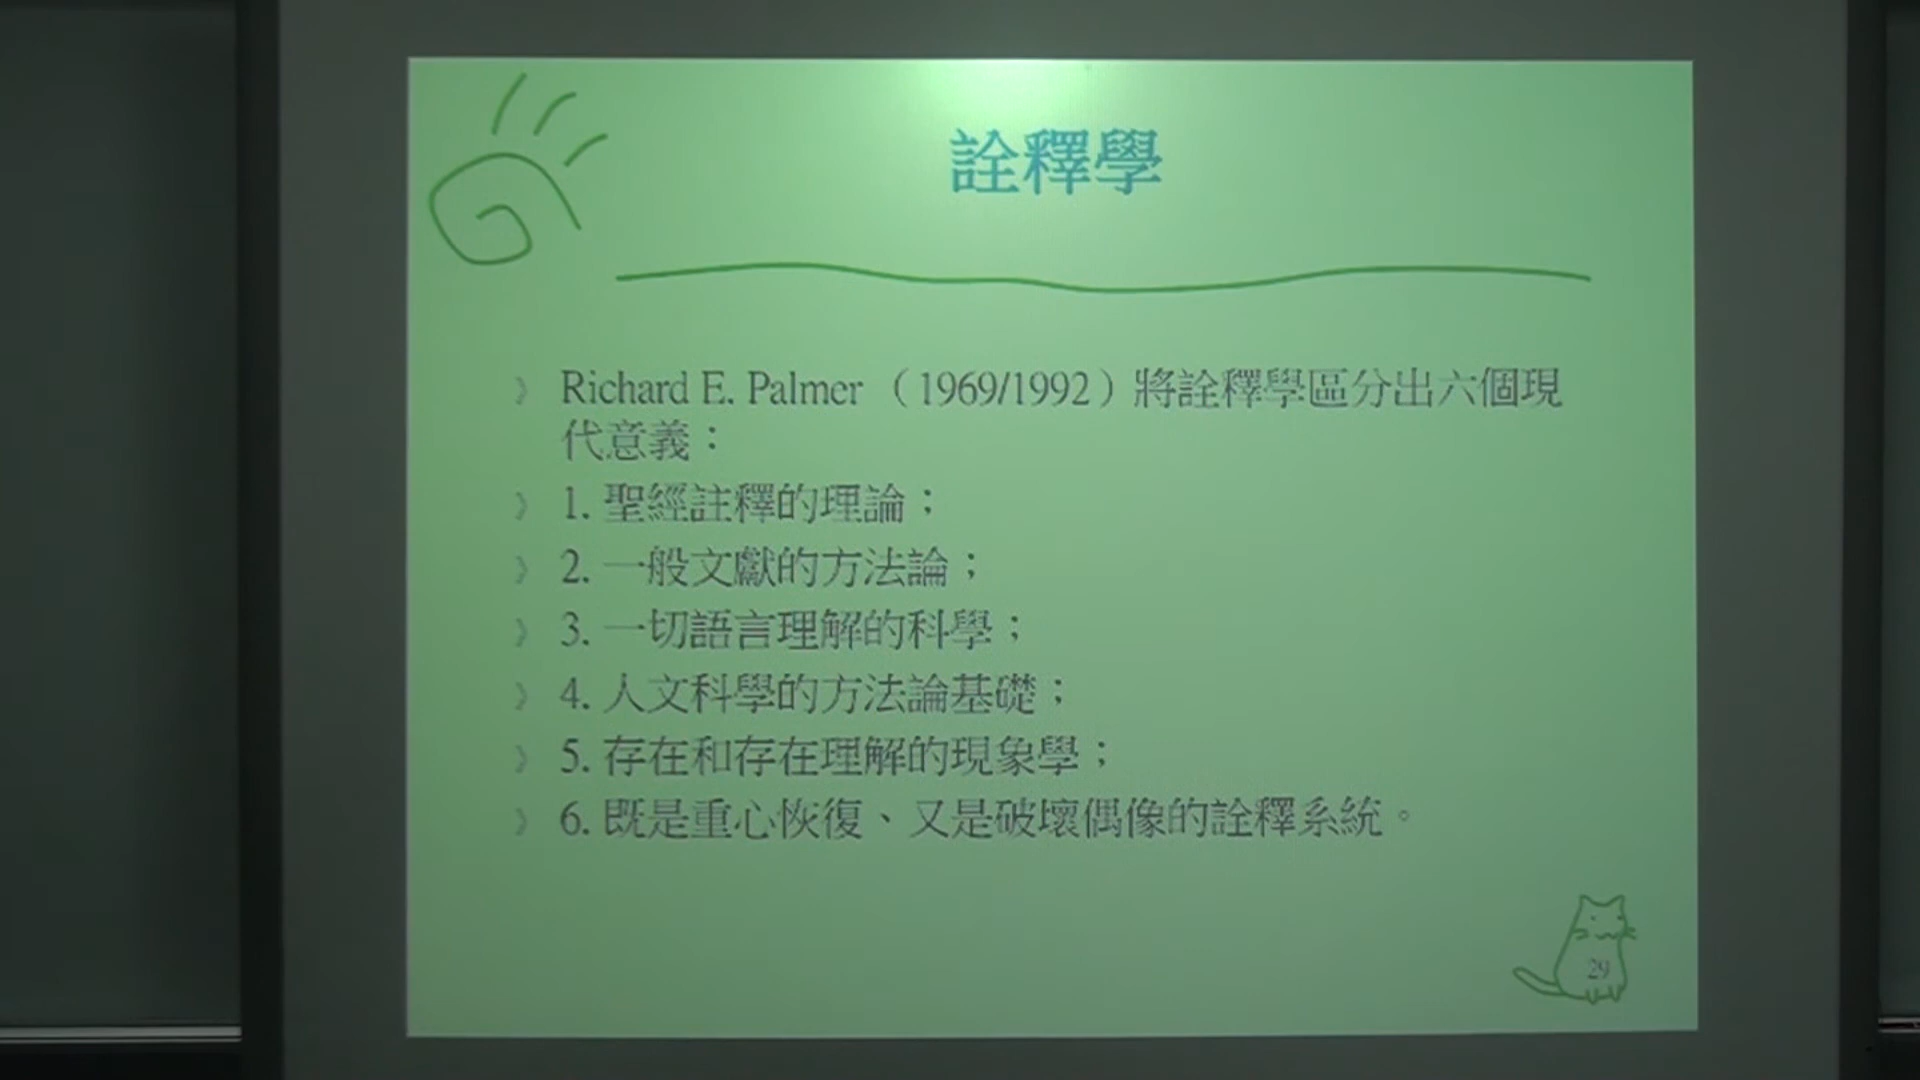 詮釋學
Richard E. Palmer（1969/1992）將詮釋學區分出六個現
代意義：
1. 聖經註釋的理論；
2. 一般文獻的方法論；
3. 一切語言理解的科學；
4. 人文科學的方法論基礎；
5. 存在和存在理解的現象學；
6. 既是重心恢復、又是破壞偶像的詮釋系統。
29